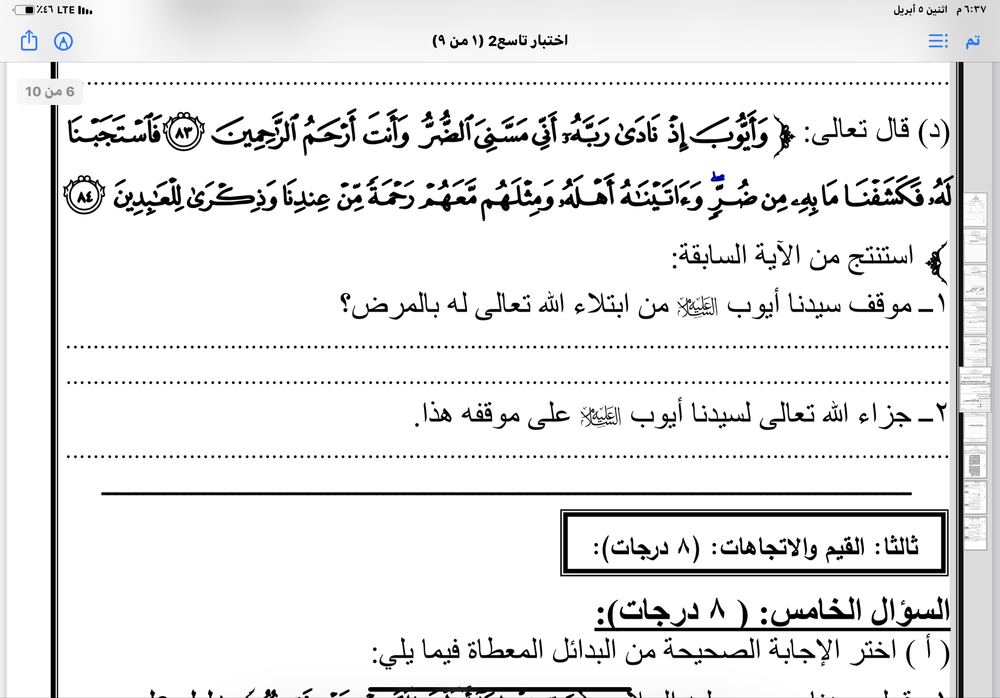 ٦:٣٧ م اثنين ٥ أبريل
٪٤٦ LTE
تم
اختبار تاسع2 (١ من ٩)
6 من 10
(د) قال تعالى: ﴿ وَأَيُّوبَ إِذْ نَادَىٰ رَبَّهُۥٓ أَنِّي مَسَّنِيَ ٱلضُّرُّ وَأَنتَ أَرْحَمُ ٱلرَّٰحِمِينَ ٨٣ فَٱسْتَجَبْنَا
لَهُۥ فَكَشَفْنَا مَا بِهِۦ مِن ضُرٍّۖ وَءَاتَيْنَٰهُ أَهْلَهُۥ وَمِثْلَهُم مَّعَهُمْ رَحْمَةً مِّنْ عِندِنَا وَذِكْرَىٰ لِلْعَٰبِدِينَ ٨٤
﴾ استنتج من الآية السابقة:
١ـ موقف سيدنا أيوب عليه السلام من ابتلاء الله تعالى له بالمرض؟
٢ـ جزاء الله تعالى لسيدنا أيوب عليه السلام على موقفه هذا.
ثالثا: القيم والاتجاهات: (٨ درجات):
السؤال الخامس: ( ٨ درجات):
( أ ) اختر الإجابة الصحيحة من البدائل المعطاة فيما يلي: